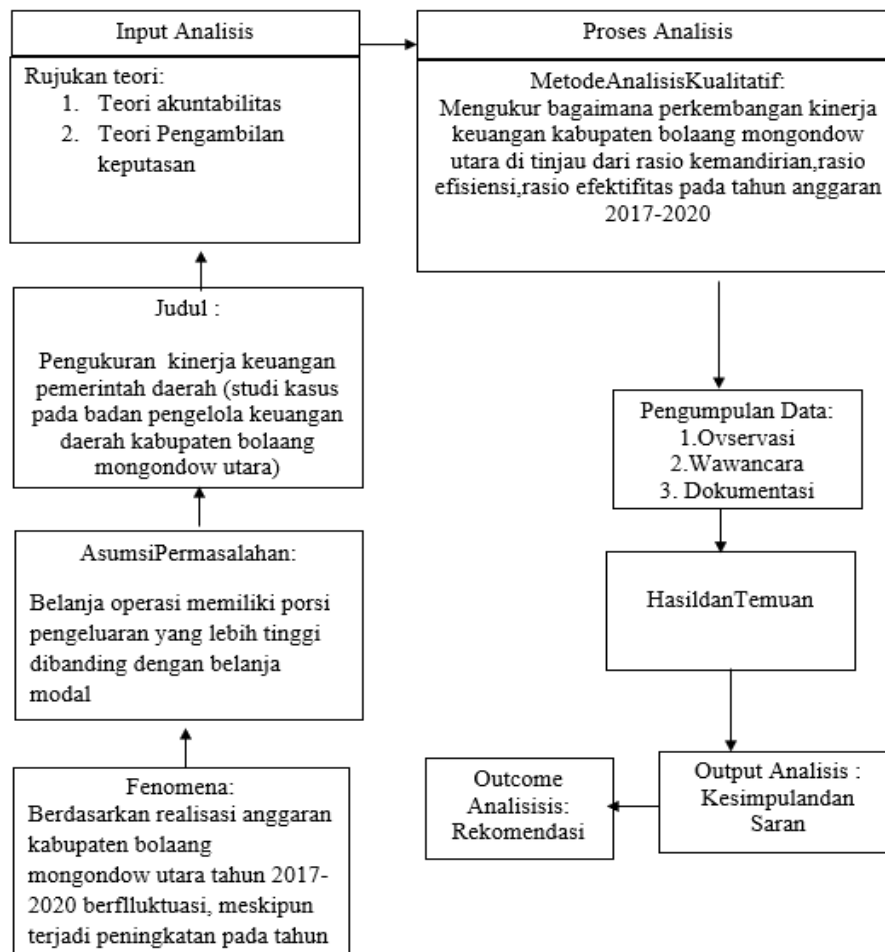 Input Analisis
Rujukan teori:
1. Teori akuntabilitas
2. Teori Pengambilan
keputasan
Proses Analisis
MetodeAnalisisKualitatif:
Mengukur bagaimana perkembangan kinerja
keuangan kabupaten bolaang mongondow
utara di tinjau dari rasio kemandirian,rasio
efisiensi,rasio efektifitas pada tahun anggaran
2017-2020
Judul :
Pengukuran kinerja keuangan
pemerintah daerah (studi kasus
pada badan pengelola keuangan
daerah kabupaten bolaang
mongondow utara)
Pengumpulan Data:
1.Ovservasi
2.Wawancara
3. Dokumentasi
AsumsiPermasalahan:
Belanja operasi memiliki porsi
pengeluaran yang lebih tinggi
dibanding dengan belanja
modal
HasildanTemuan
Fenomena:
Berdasarkan realisasi anggaran
kabupaten bolaang
mongondow utara tahun 2017-
2020 berflluktuasi, meskipun
terjadi peningkatan pada tahun
Outcome
Analisisis:
Rekomendasi
Output Analisis :
Kesimpulandan
Saran